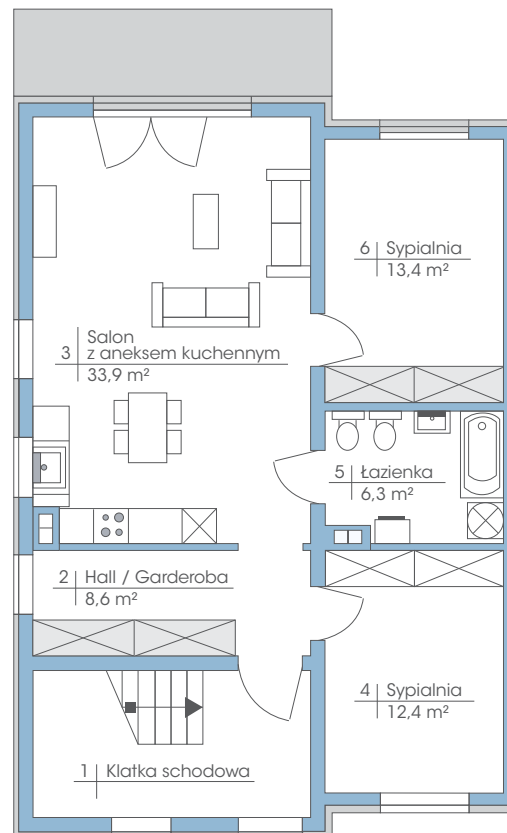 6 | Sypialnia
13,4 m²
3 | Salon
z aneksem kuchennym
33,9 m²
5 | Łazienka
6,3 m²
2 | Hall / Garderoba
8,6 m²
4 | Sypialnia
12,4 m²
1 | Klatka schodowa